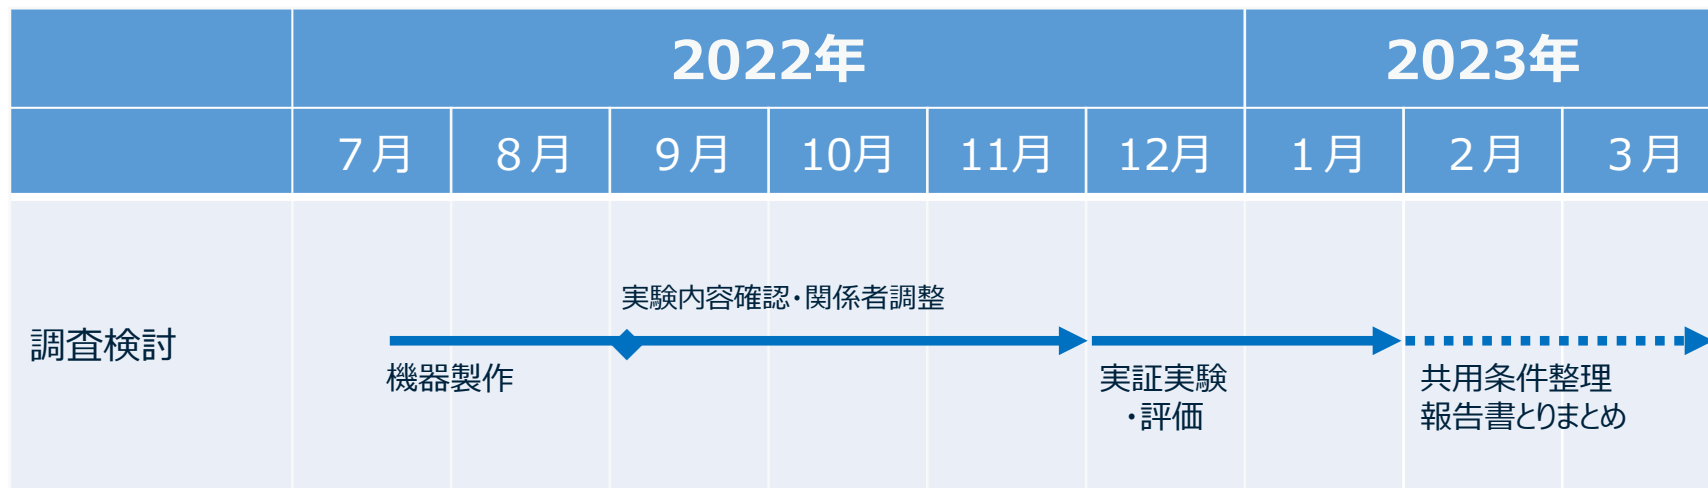 2022年
2023年
７月
８月
９月
10月
11月
12月
１月
２月
３月
調査検討
実験内容確認・関係者調整
機器製作
実証実験
・評価
共用条件整理
報告書とりまとめ